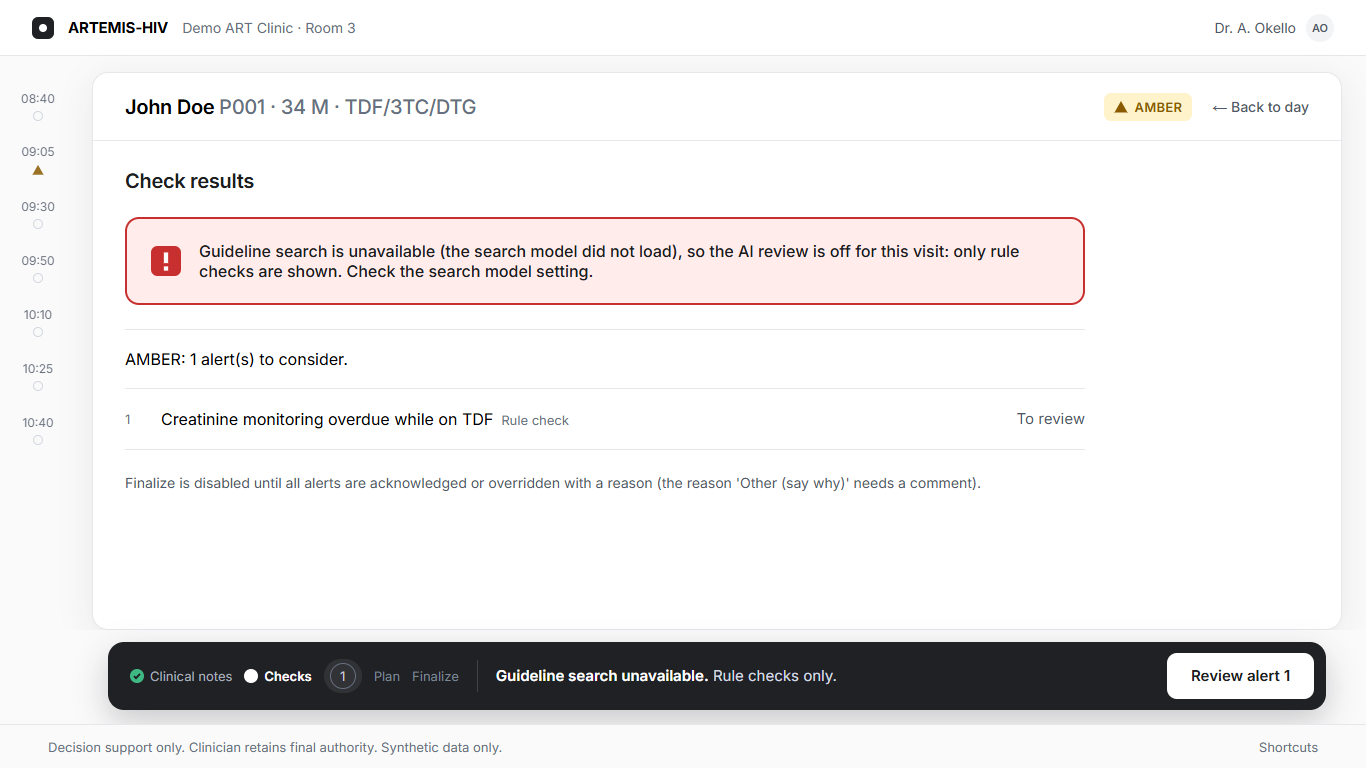 ARTEMIS-HIV Demo ART Clinic · Room 3
Dr. A. Okello AO
08:40
09:05
09:30
09:50
10:10
10:25
10:40
John Doe P001 · 34 M · TDF/3TC/DTG
AMBER
← Back to day
Check results
Guideline search is unavailable (the search model did not load), so the AI review is off for this visit: only rule
checks are shown. Check the search model setting.
AMBER: 1 alert(s) to consider.
1 Creatinine monitoring overdue while on TDF Rule check To review
Finalize is disabled until all alerts are acknowledged or overridden with a reason (the reason 'Other (say why)' needs a comment).
Clinical notes Checks 1 Plan Finalize Guideline search unavailable. Rule checks only. Review alert 1
Decision support only. Clinician retains final authority. Synthetic data only. Shortcuts